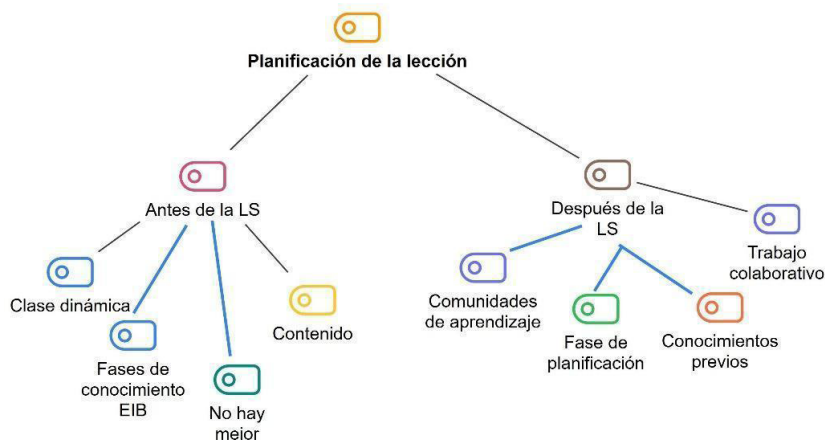 Planificación de la lección
Antes de la LS
Después de la
LS
Clase dinámica
Fases de
conocimiento
EIB
No hay
mejor
Contenido
Comunidades
de aprendizaje
Fase de
planificación
Conocimientos
previos
Trabajo
colaborativo